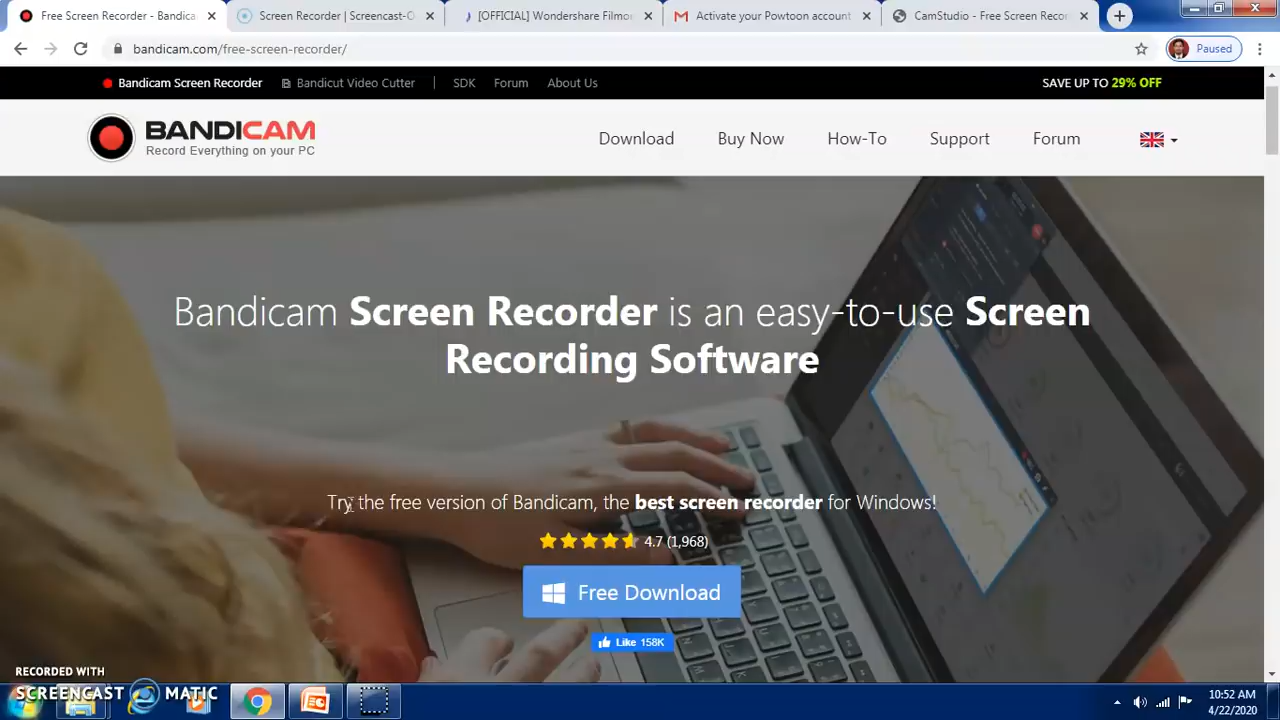 Free Screen Recorder - Bandica
Screen Recorder | Screencast-O
[OFFICIAL] Wondershare Filmor
Activate your Powtoon account
CamStudio - Free Screen Recor
bandicam.com/free-screen-recorder/
Paused
Bandicam Screen Recorder
Bandicut Video Cutter
SDK
Forum
About Us
SAVE UP TO 29% OFF
BANDICAM
Record Everything on your PC
Download
Buy Now
How-To
Support
Forum
Bandicam Screen Recorder is an easy-to-use Screen
Recording Software
Try the free version of Bandicam, the best screen recorder for Windows!
4.7 (1,968)
Free Download
Like 158K
RECORDED WITH
SCREENCAST MATIC
10:52 AM
4/22/2020